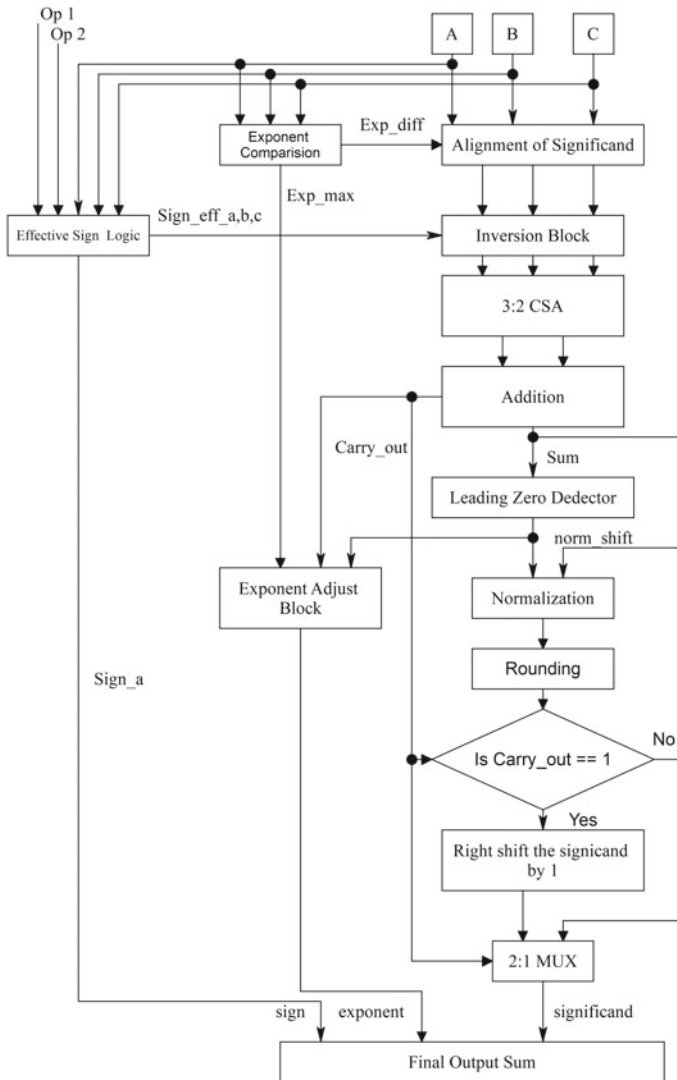 Op 1
Op 2
A
B
C
Exponent
Comparision
Exp_diff
Alignment of Significand
Exp_max
Sign_eff_a,b,c
Effective Sign Logic
Inversion Block
3:2 CSA
Addition
Carry_out
Sum
Leading Zero Dedector
norm_shift
Exponent Adjust
Block
Normalization
Sign_a
Rounding
Is Carry_out == 1
No
Yes
Right shift the signicand
by 1
2:1 MUX
sign
exponent
significand
Final Output Sum